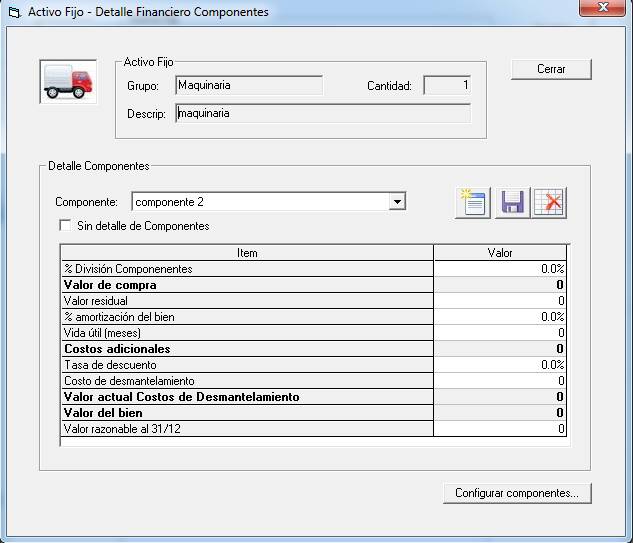 Activo Fijo - Detalle Financiero Componentes
Activo Fijo
Grupo: Maquinaria Cantidad: 1 Cerrar
Descrip: maquinaria
Detalle Componentes
Componente: componente 2
Sin detalle de Componentes
Item Valor
% División Componenentes 0.0%
Valor de compra 0
Valor residual 0
% amortización del bien 0.0%
Vida útil (meses) 0
Costos adicionales 0
Tasa de descuento 0.0%
Costo de desmantelamiento 0
Valor actual Costos de Desmantelamiento 0
Valor del bien 0
Valor razonable al 31/12 0
Configurar componentes...